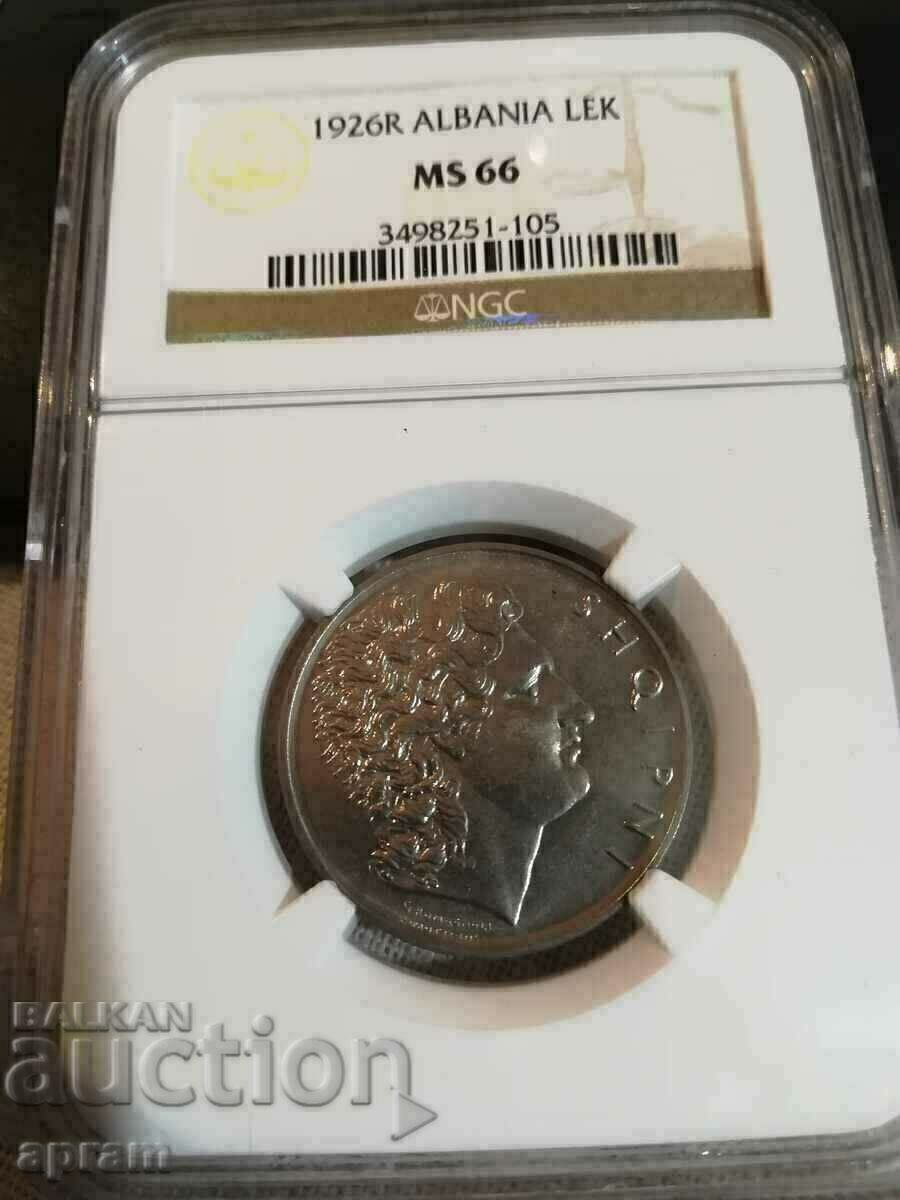 1926R ALBANIA LEK
MS 66
3498251-105
NGC
SHQIPNI
BALKAN
auction
apram